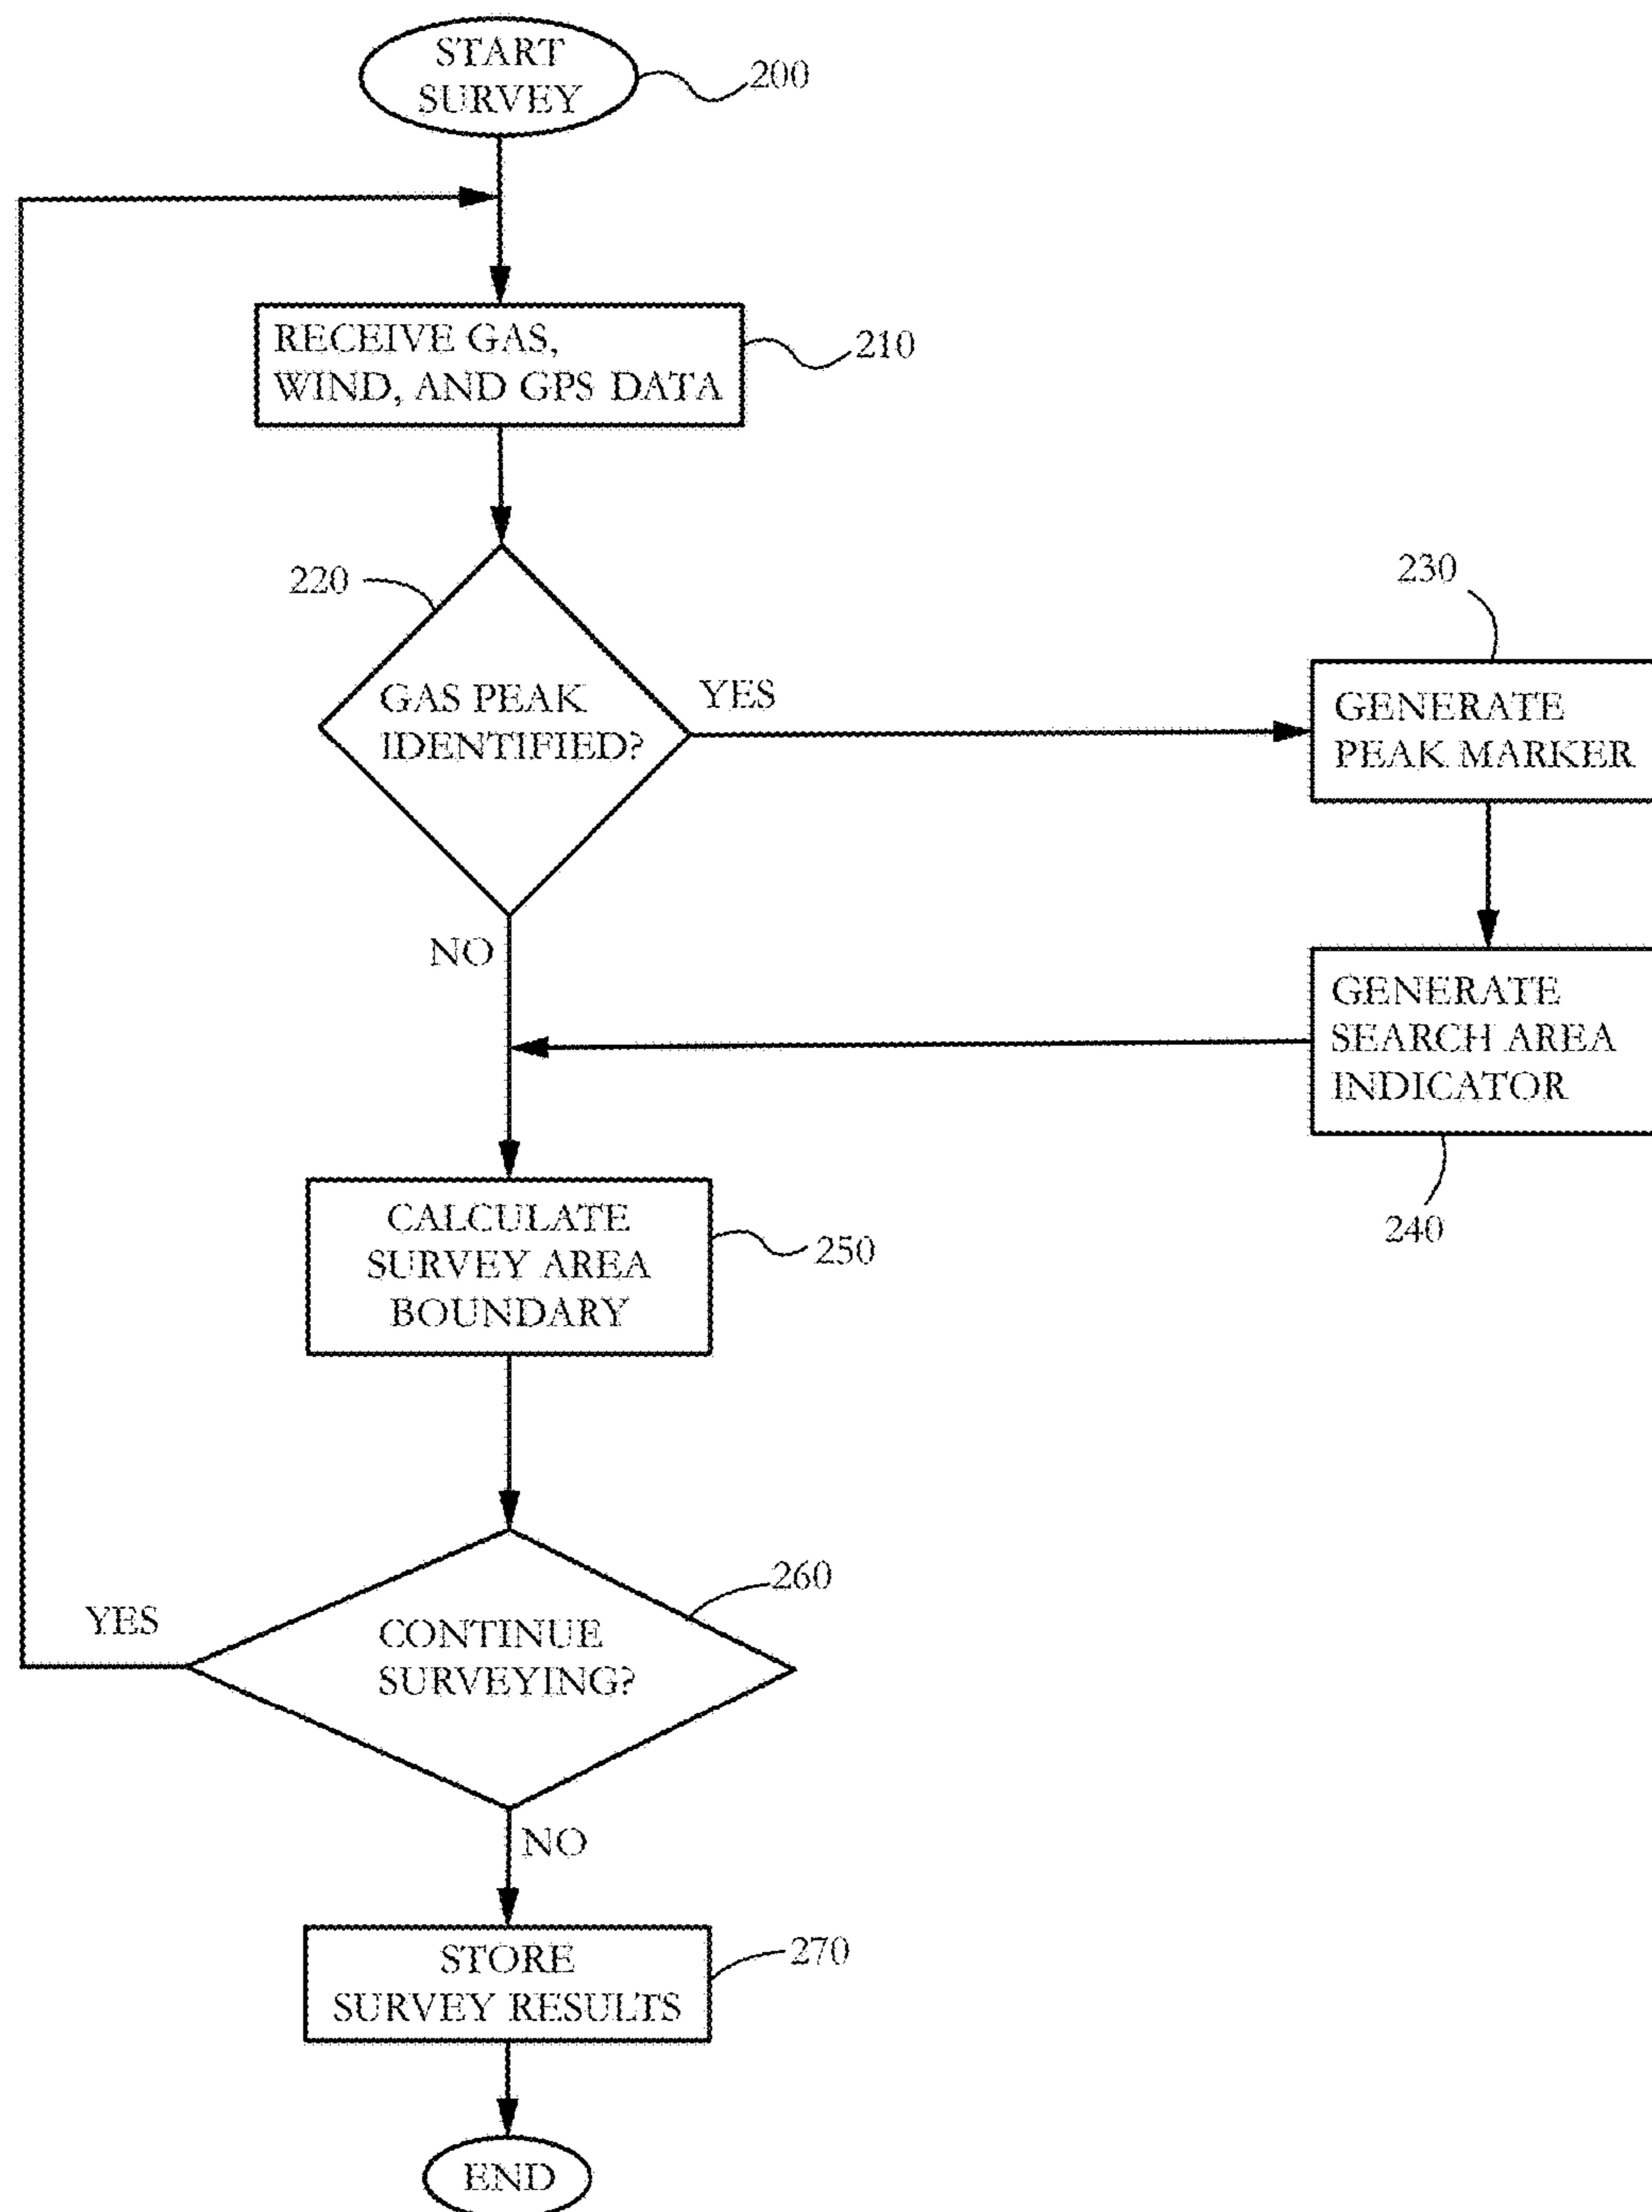 START
SURVEY
200
RECEIVE GAS,
WIND, AND GPS DATA
210
220
GAS PEAK
IDENTIFIED?
YES
230
GENERATE
PEAK MARKER
NO
GENERATE
SEARCH AREA
INDICATOR
240
CALCULATE
SURVEY AREA
BOUNDARY
250
260
YES
CONTINUE
SURVEYING?
NO
STORE
SURVEY RESULTS
270
END